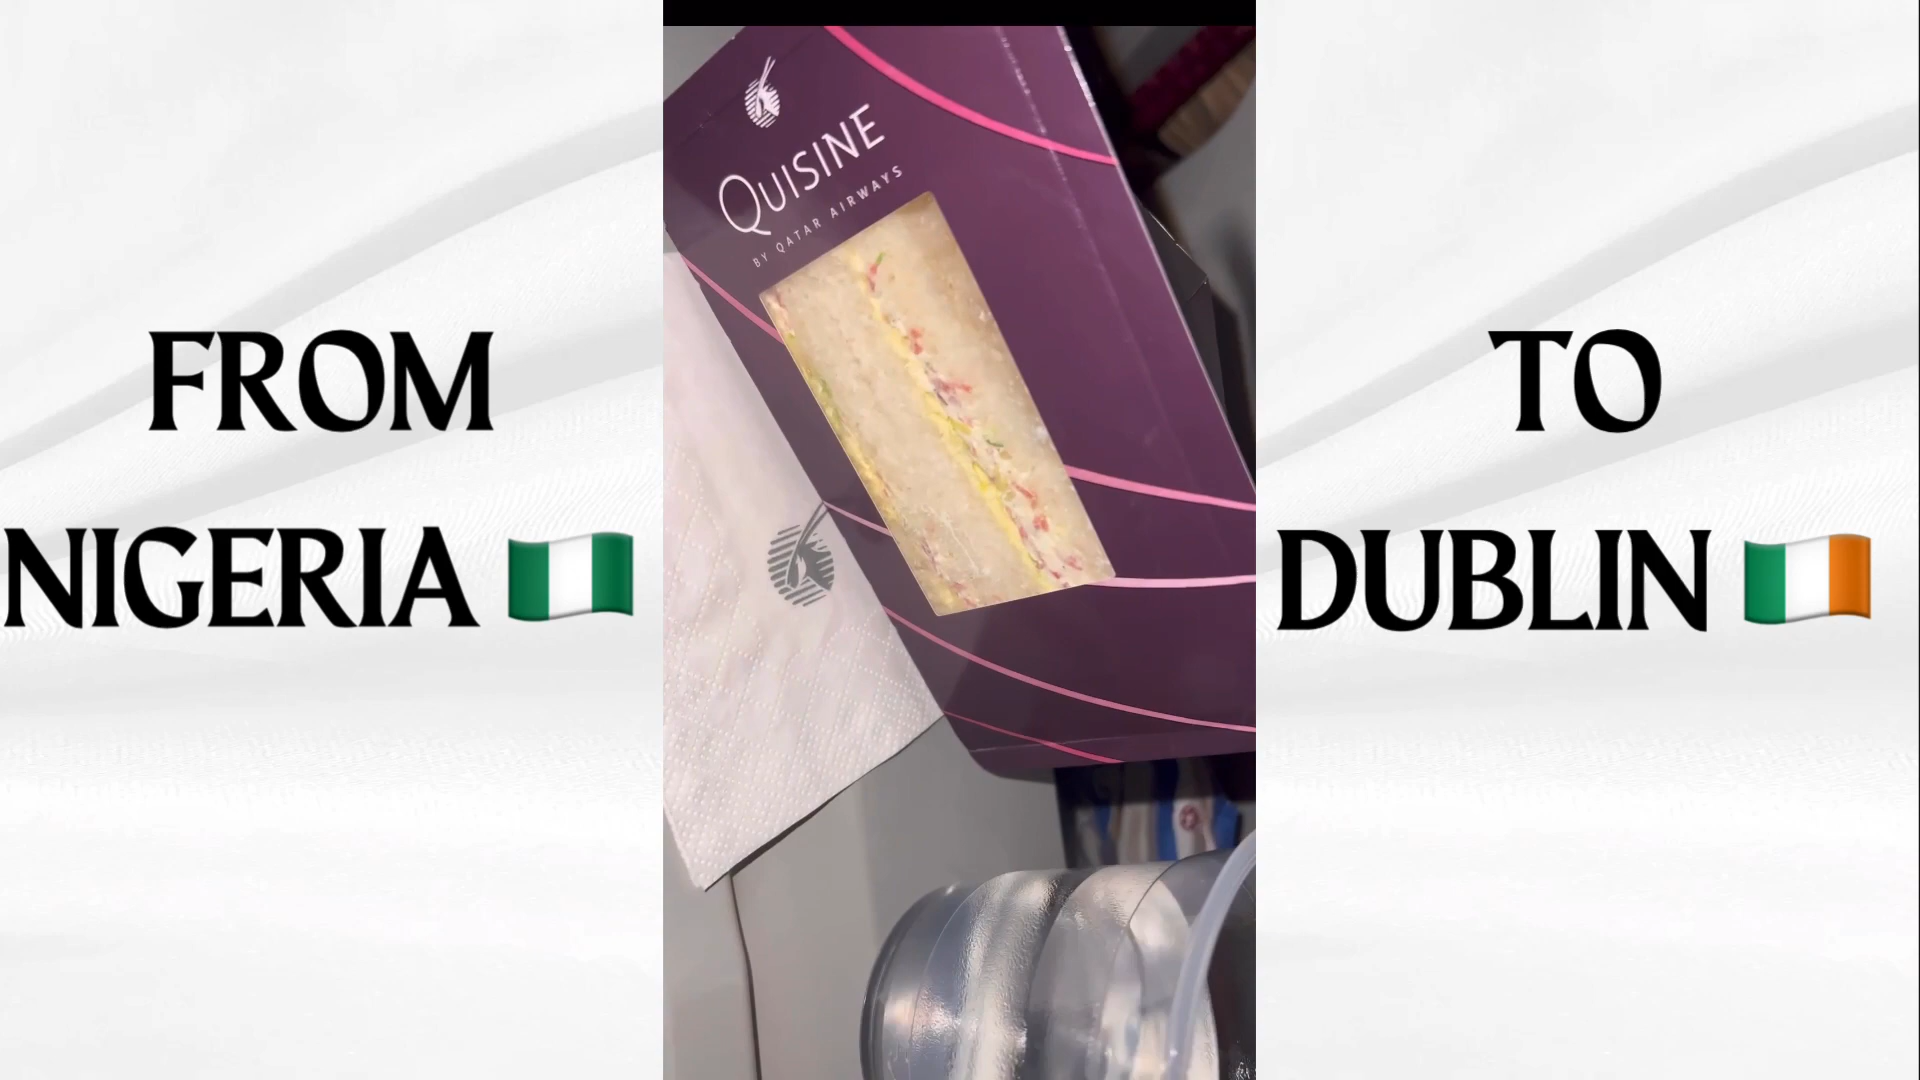 FROM
NIGERIA 🇳🇬
QUISINE
BY QATAR AIRWAYS
TO
DUBLIN 🇮🇪